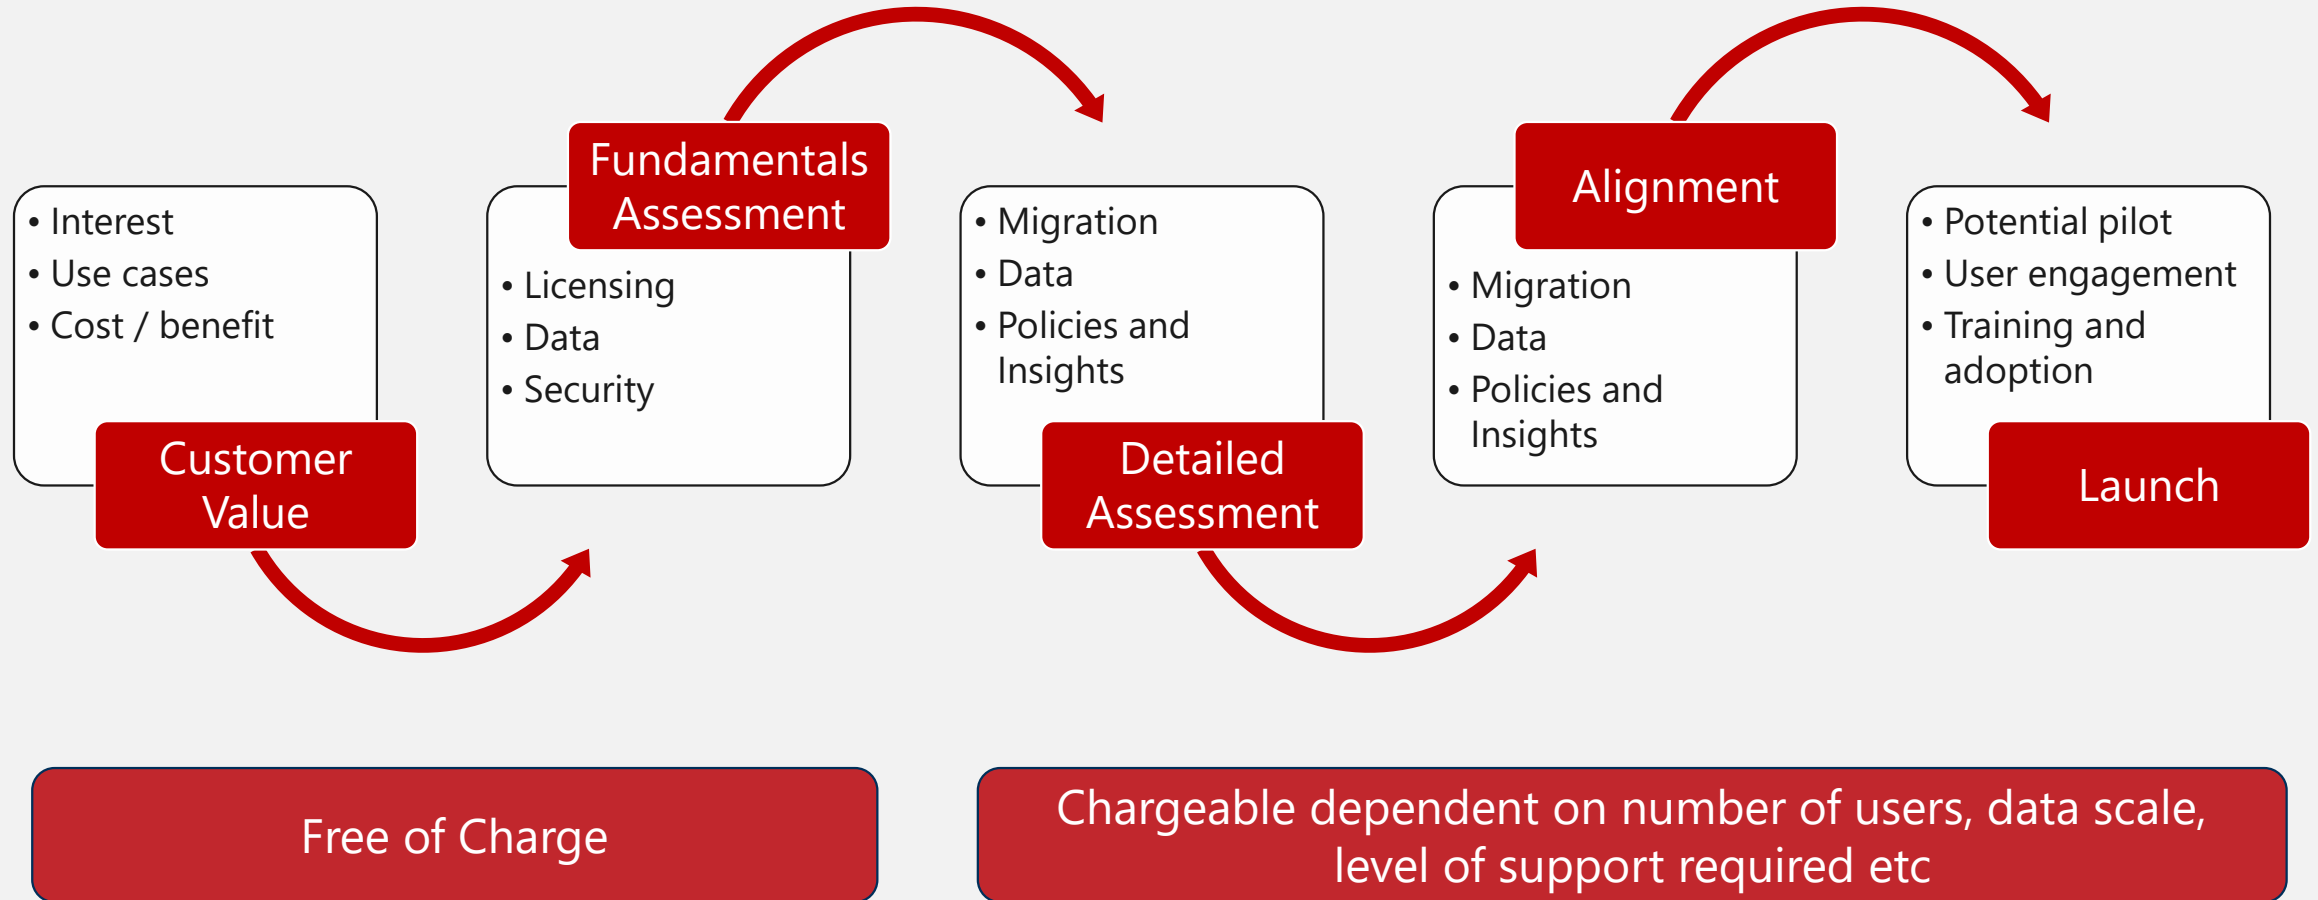 • Interest
• Use cases
• Cost / benefit
Customer
Value
Fundamentals
Assessment
• Licensing
• Data
• Security
• Migration
• Data
• Policies and
Insights
Detailed
Assessment
Alignment
• Migration
• Data
• Policies and
Insights
• Potential pilot
• User engagement
• Training and
adoption
Launch
Free of Charge
Chargeable dependent on number of users, data scale,
level of support required etc